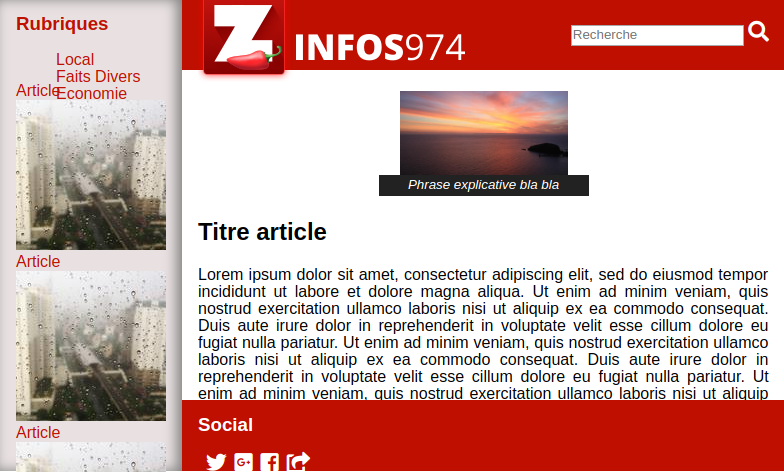 Rubriques
Local
Faits Divers
Economie
Article
Article
Article
Z INFOS974
Recherche
Phrase explicative bla bla
Titre article
Lorem ipsum dolor sit amet, consectetur adipiscing elit, sed do eiusmod tempor
incididunt ut labore et dolore magna aliqua. Ut enim ad minim veniam, quis
nostrud exercitation ullamco laboris nisi ut aliquip ex ea commodo consequat.
Duis aute irure dolor in reprehenderit in voluptate velit esse cillum dolore eu
fugiat nulla pariatur. Ut enim ad minim veniam, quis nostrud exercitation ullamco
laboris nisi ut aliquip ex ea commodo consequat. Duis aute irure dolor in
reprehenderit in voluptate velit esse cillum dolore eu fugiat nulla pariatur. Ut
enim ad minim veniam, quis nostrud exercitation ullamco laboris nisi ut aliquip
Social